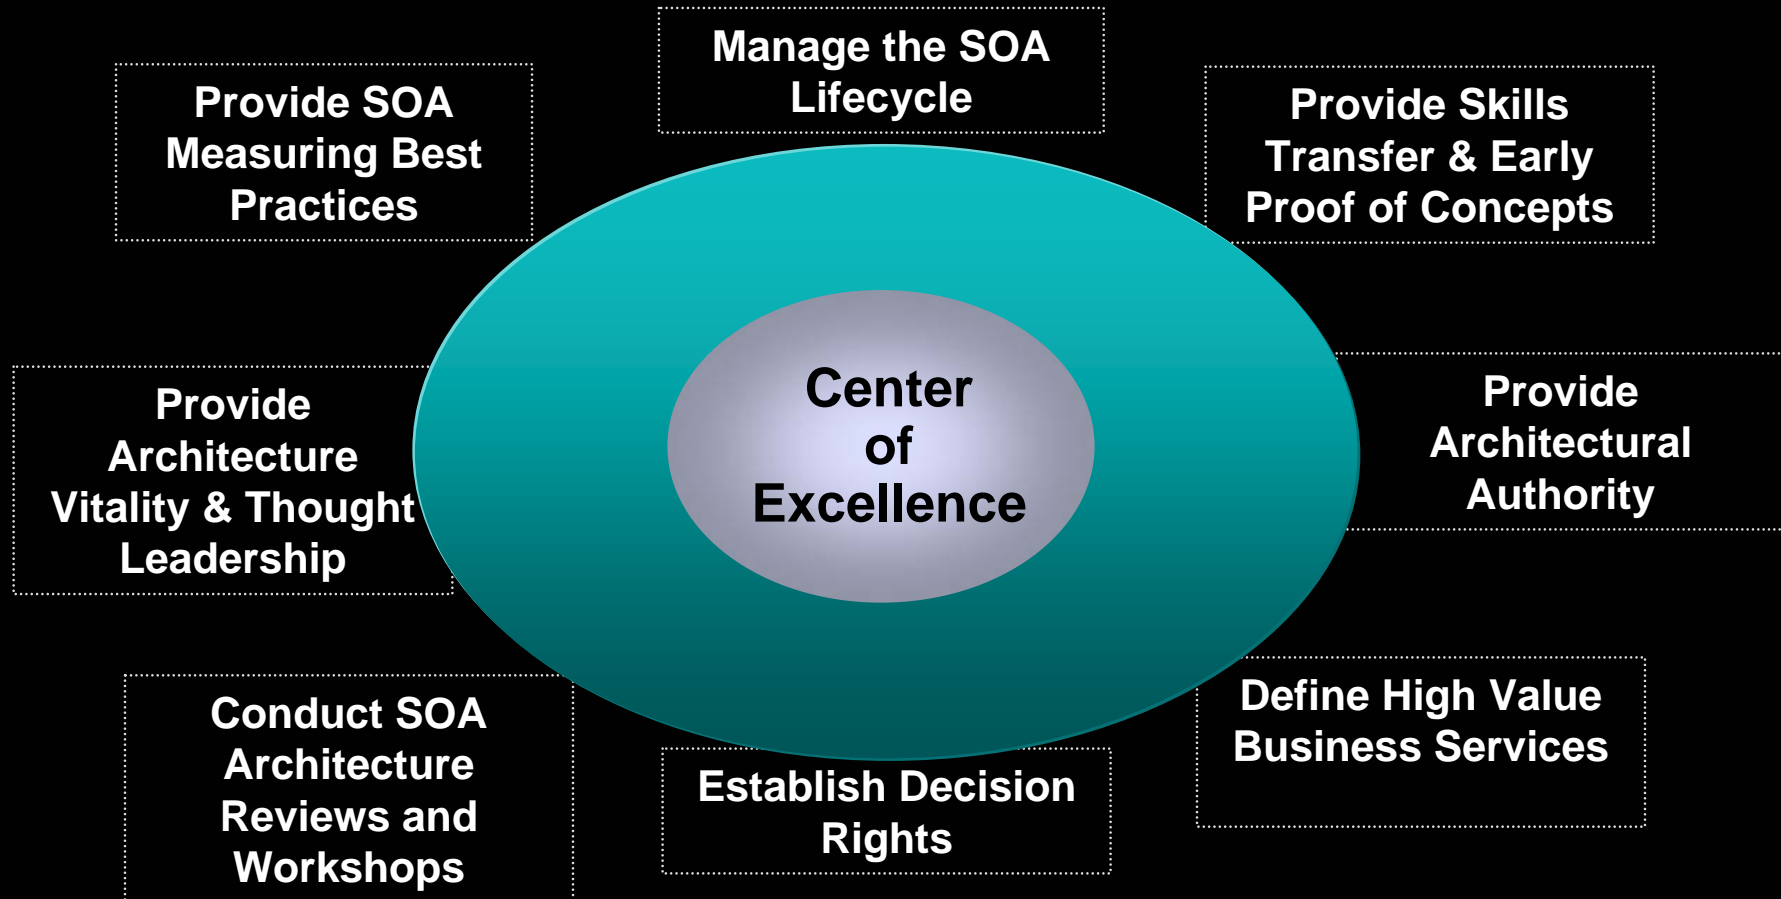 Manage the SOA
Lifecycle
Provide SOA
Measuring Best
Practices
Provide Skills
Transfer & Early
Proof of Concepts
Provide
Architecture
Vitality & Thought
Leadership
Center
of
Excellence
Provide
Architectural
Authority
Conduct SOA
Architecture
Reviews and
Workshops
Establish Decision
Rights
Define High Value
Business Services